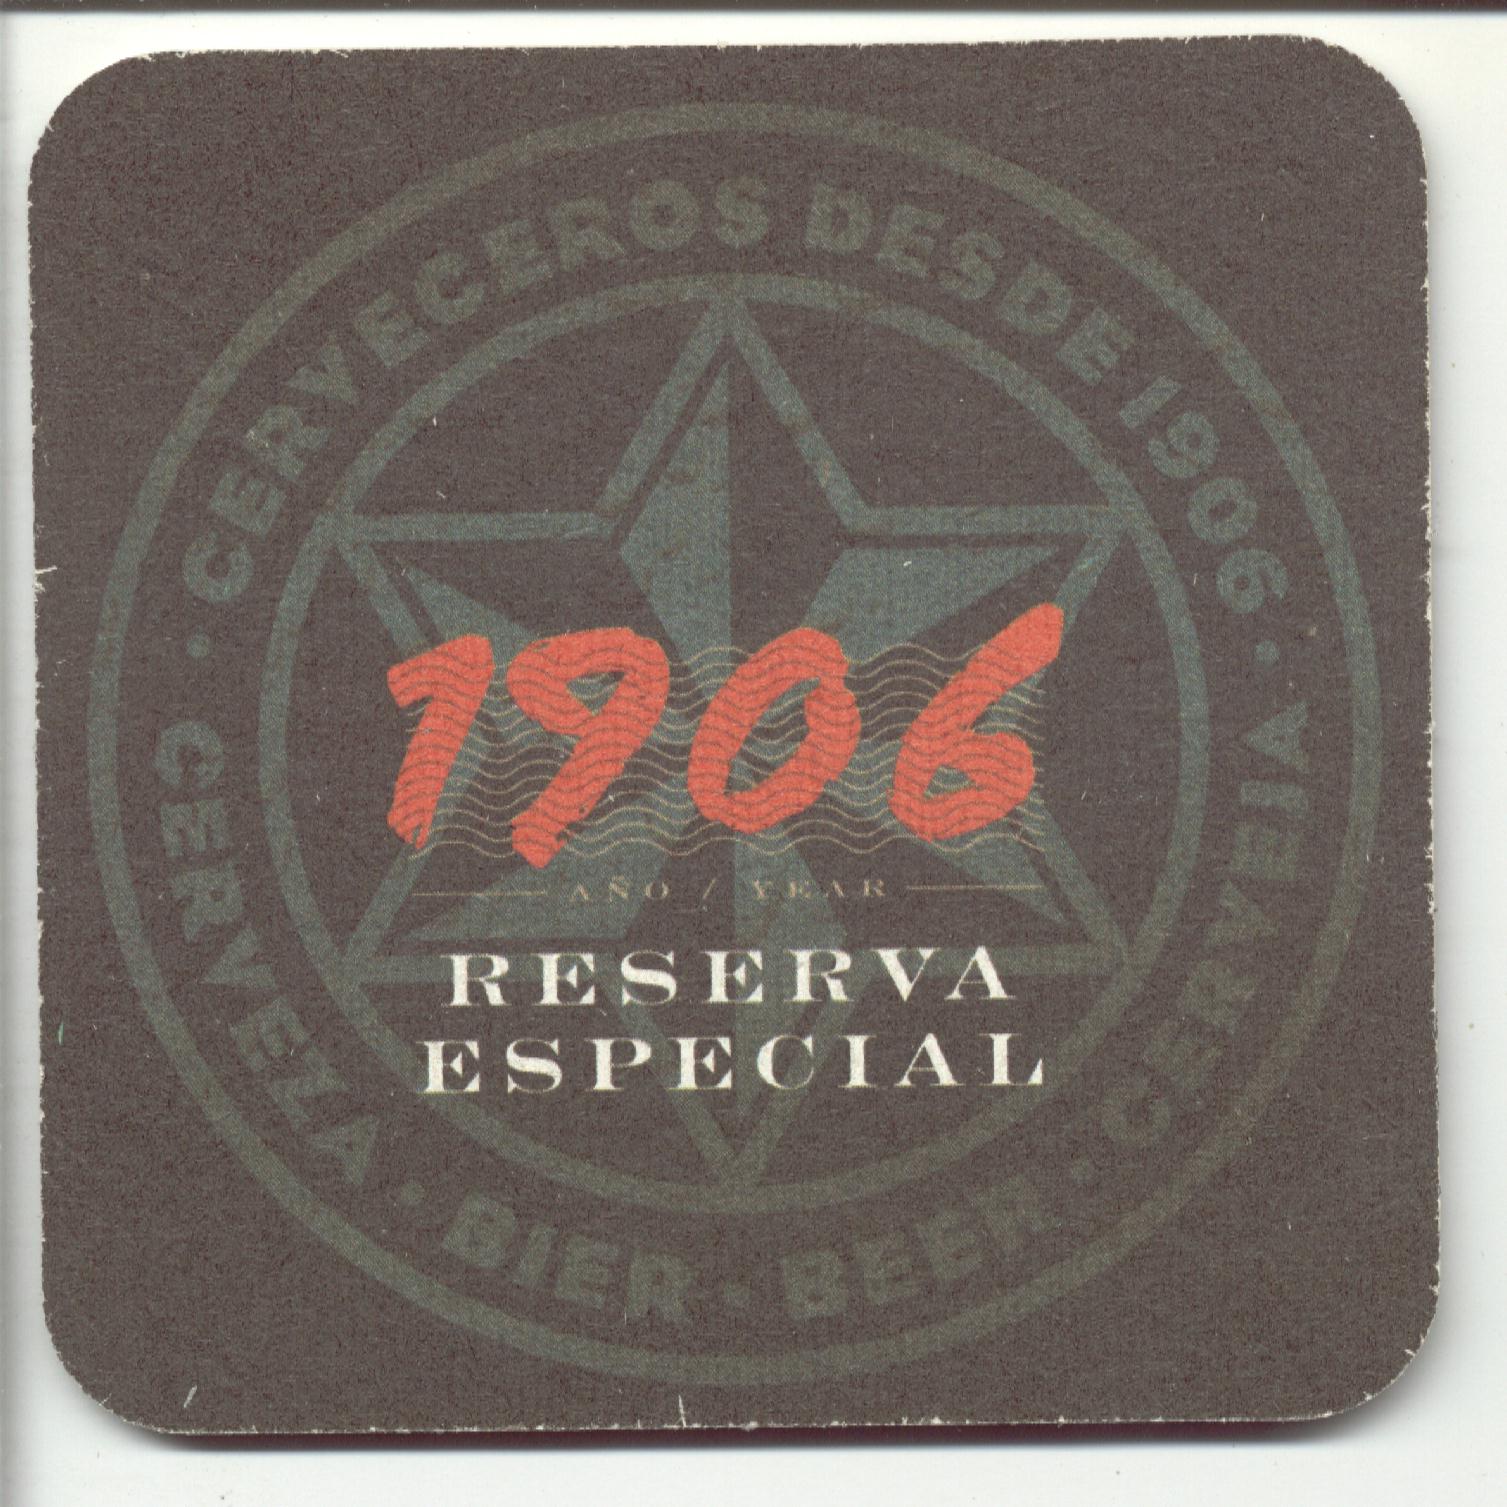 · CERVECEROS DESDE 1906 ·
CERVEZA · BIER · BEER · CERVEJA
1906
AÑO / YEAR
RESERVA
ESPECIAL